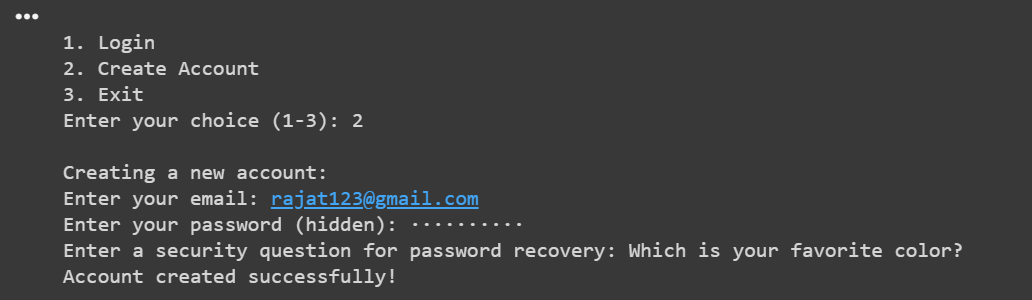 •••
1. Login
2. Create Account
3. Exit
Enter your choice (1-3): 2
Creating a new account:
Enter your email: rajat123@gmail.com
Enter your password (hidden): ··········
Enter a security question for password recovery: Which is your favorite color?
Account created successfully!